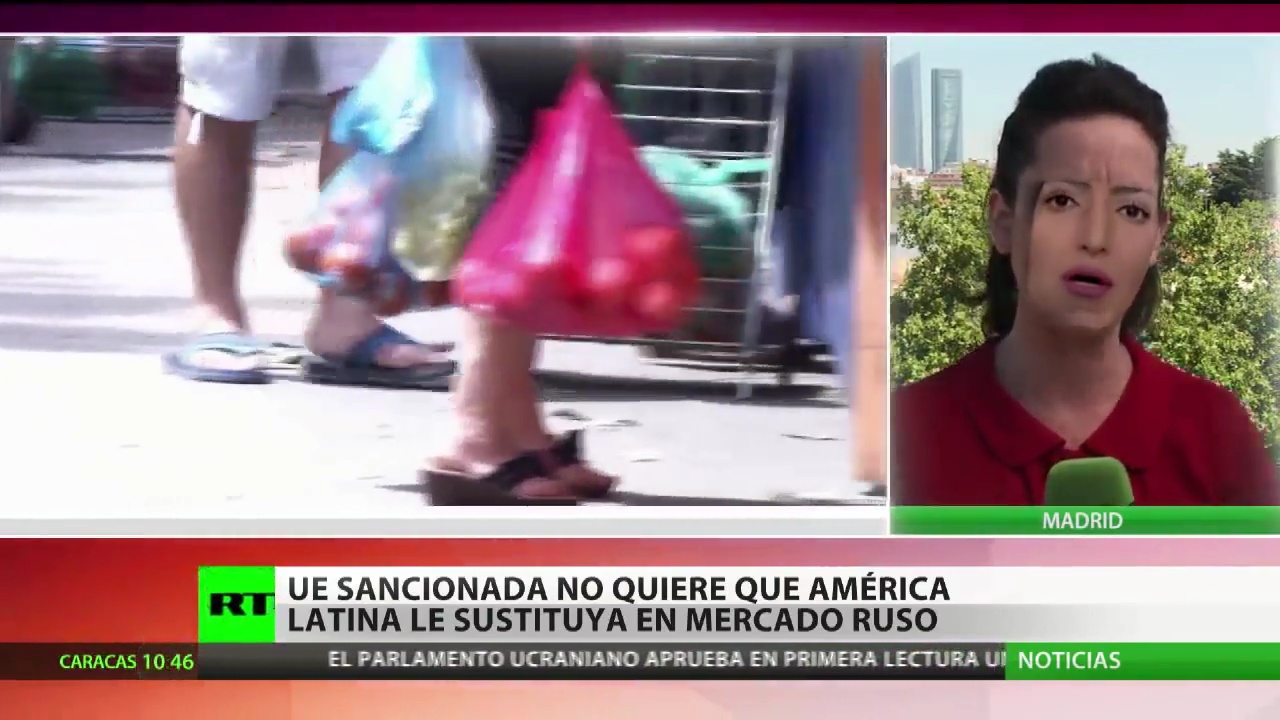 MADRID
RT
UE SANCIONADA NO QUIERE QUE AMÉRICA
LATINA LE SUSTITUYA EN MERCADO RUSO
CARACAS 10:46
EL PARLAMENTO UCRANIANO APRUEBA EN PRIMERA LECTURA
NOTICIAS